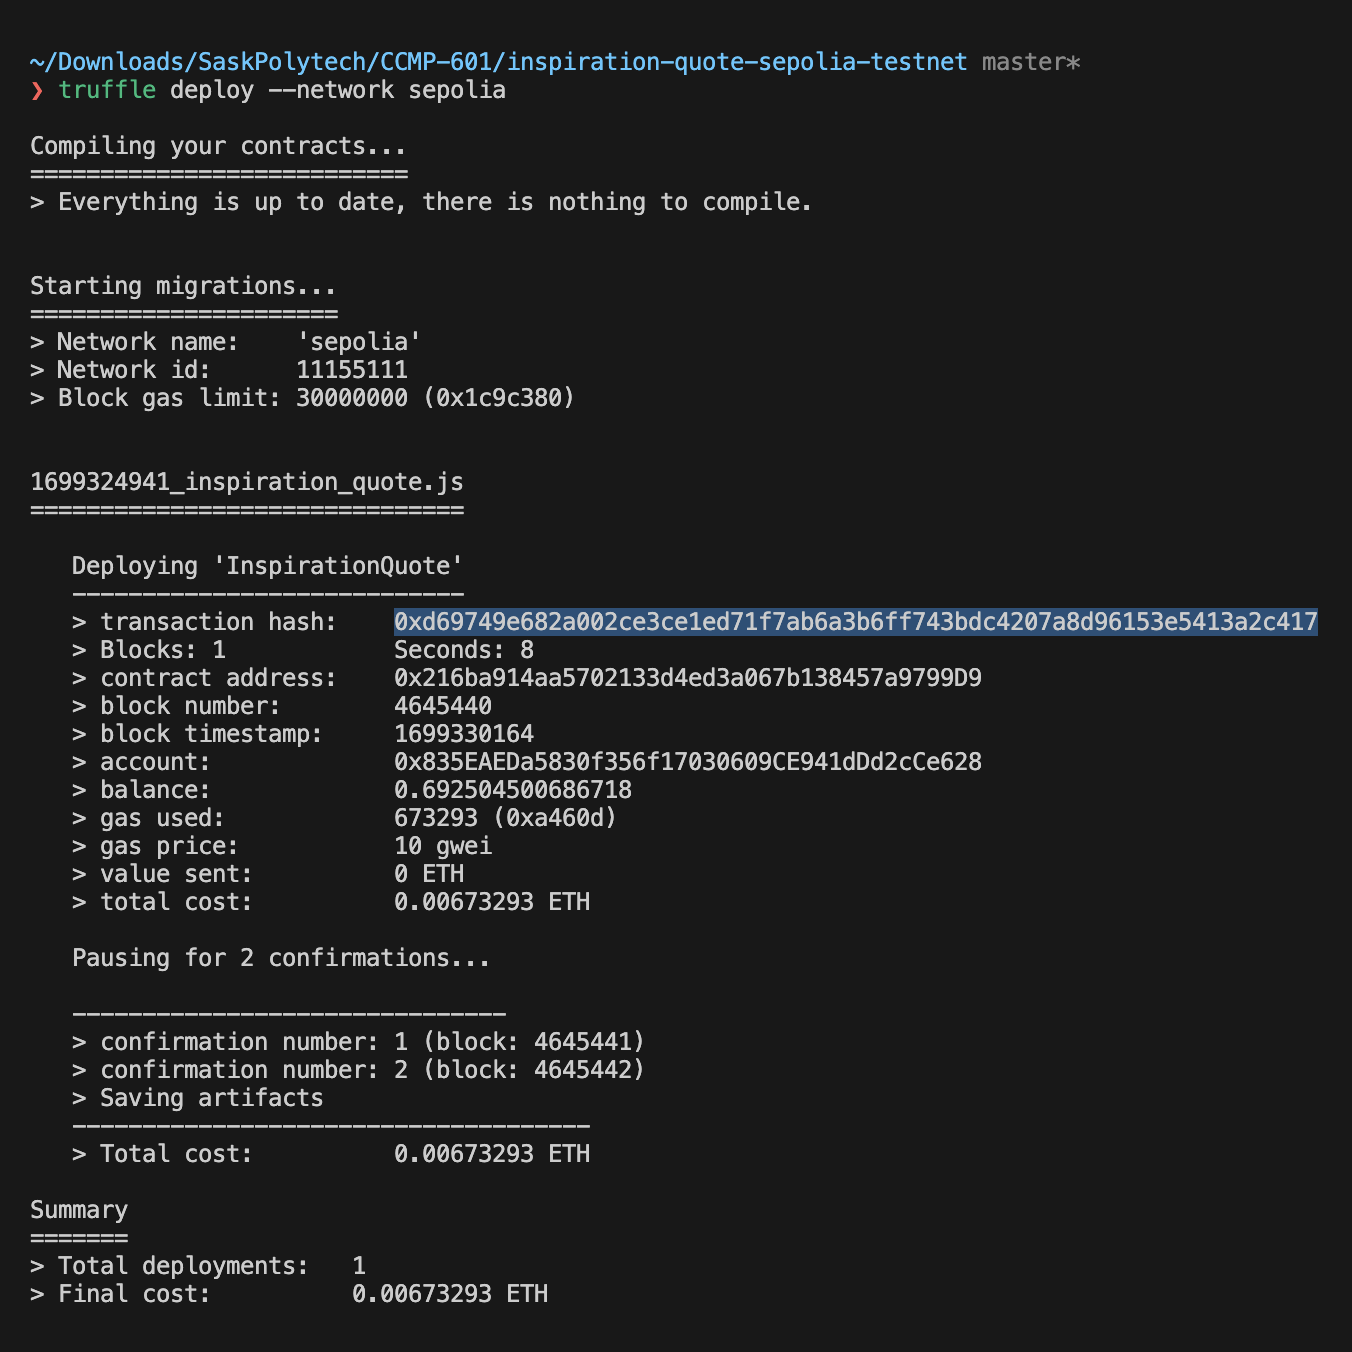 ~/Downloads/SaskPolytech/CCMP-601/inspiration-quote-sepolia-testnet master*
❯ truffle deploy --network sepolia
Compiling your contracts...
===========================
> Everything is up to date, there is nothing to compile.
Starting migrations...
======================
> Network name:    'sepolia'
> Network id:      11155111
> Block gas limit: 30000000 (0x1c9c380)
1699324941_inspiration_quote.js
===============================
Deploying 'InspirationQuote'
----------------------------
> transaction hash:    0xd69749e682a002ce3ce1ed71f7ab6a3b6ff743bdc4207a8d96153e5413a2c417
> Blocks: 1            Seconds: 8
> contract address:    0x216ba914aa5702133d4ed3a067b138457a9799D9
> block number:        4645440
> block timestamp:     1699330164
> account:             0x835EAEDa5830f356f17030609CE941dDd2cCe628
> balance:             0.692504500686718
> gas used:            673293 (0xa460d)
> gas price:           10 gwei
> value sent:          0 ETH
> total cost:          0.00673293 ETH
Pausing for 2 confirmations...
-------------------------------
> confirmation number: 1 (block: 4645441)
> confirmation number: 2 (block: 4645442)
> Saving artifacts
-------------------------------------
> Total cost:          0.00673293 ETH
Summary
=======
> Total deployments:   1
> Final cost:          0.00673293 ETH